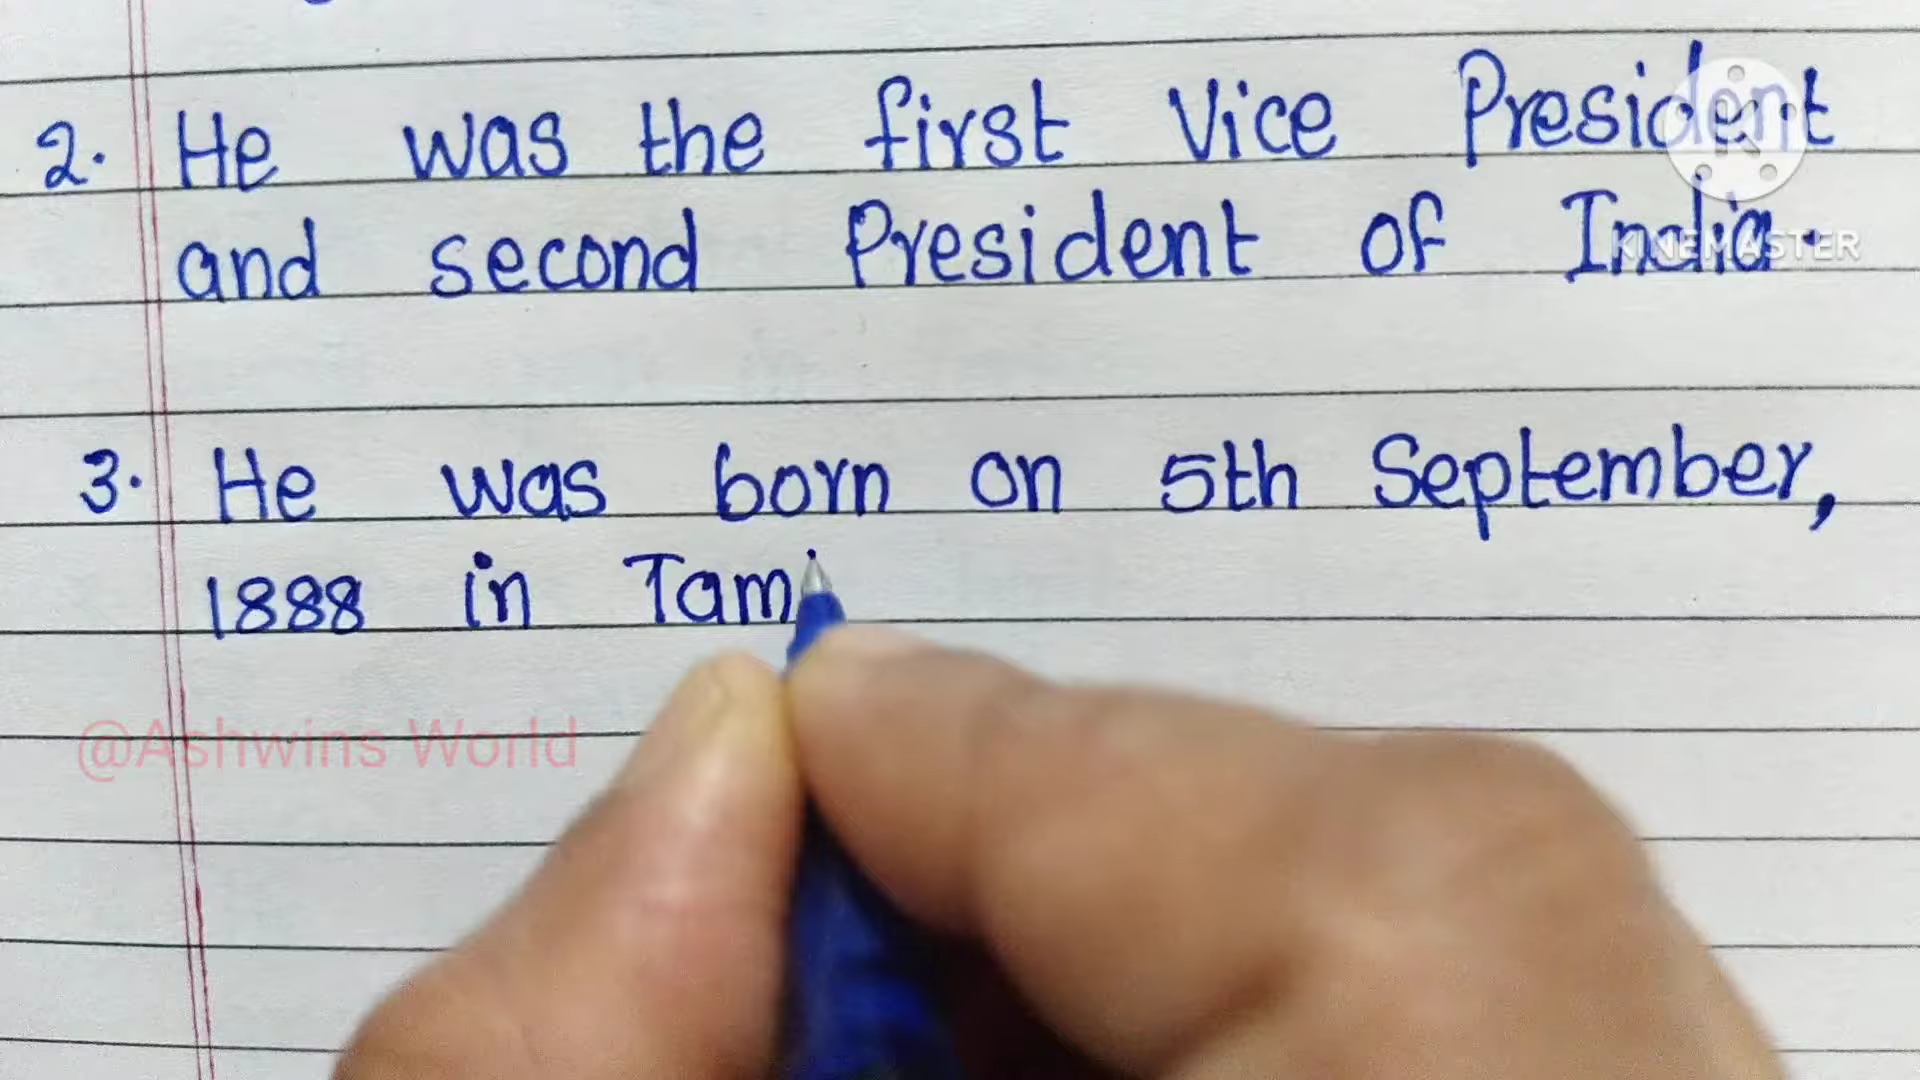 2. He was the first Vice President
and second President of India.
KINEMASTER
3. He was born on 5th September,
1888 in Tami
@Ashwins World